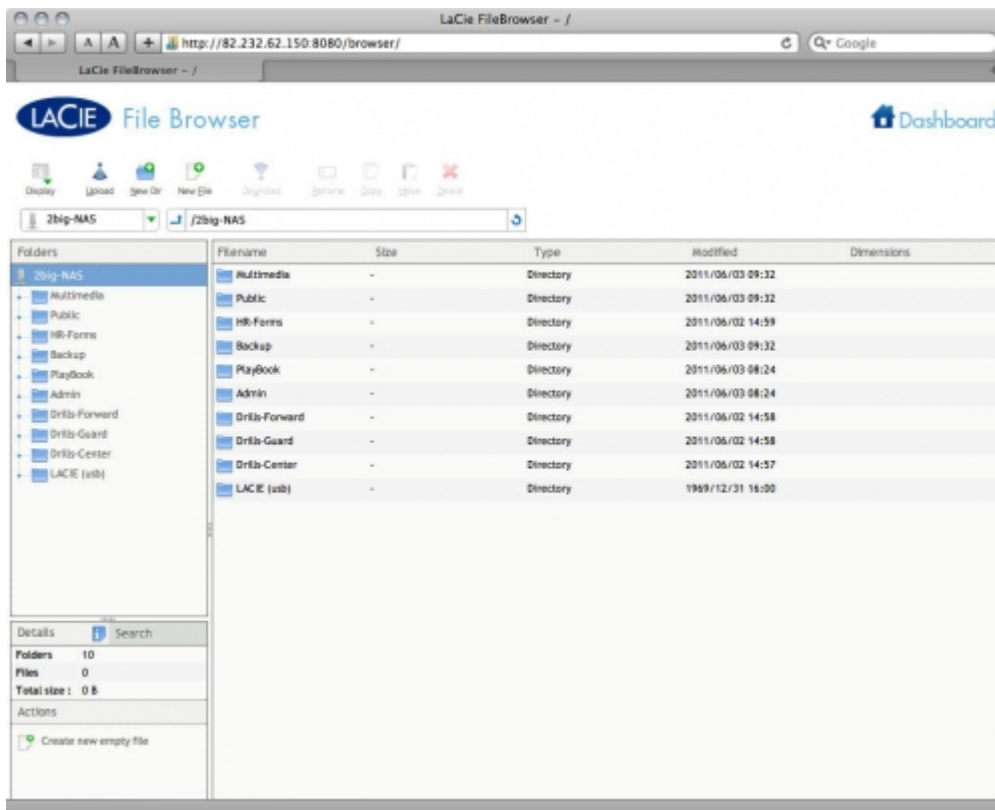 LaCie FileBrowser - /
A A + http://82.232.62.150:8080/browser/ Google
LaCie FileBrowser - /
LACIE File Browser Dashboard
Display Upload New Dir New File Download Rename Copy Move Delete
2big-NAS /2big-NAS
Folders Filename Size Type Modified Dimensions
2big-NAS
Multimedia
Public
HR-Forms
Backup
PlayBook
Admin
Drills-Forward
Drills-Guard
Drills-Center
LACIE (usb)
Multimedia - Directory 2011/06/03 09:32
Public - Directory 2011/06/03 09:32
HR-Forms - Directory 2011/06/02 14:59
Backup - Directory 2011/06/03 09:32
PlayBook - Directory 2011/06/03 08:24
Admin - Directory 2011/06/03 08:24
Drills-Forward - Directory 2011/06/02 14:58
Drills-Guard - Directory 2011/06/02 14:58
Drills-Center - Directory 2011/06/02 14:57
LACIE (usb) - Directory 1969/12/31 16:00
Details Search
Folders 10
Files 0
Total size : 0 B
Actions
Create new empty file